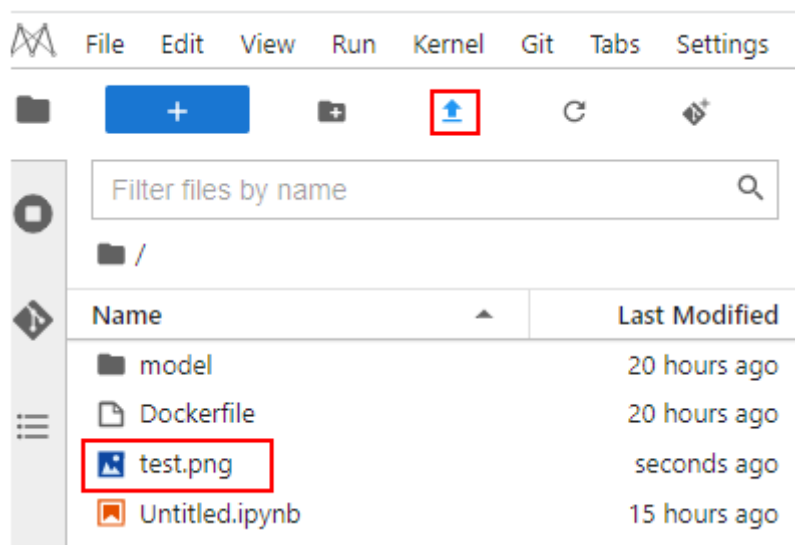 File Edit View Run Kernel Git Tabs Settings
+
Filter files by name
/
Name Last Modified
model 20 hours ago
Dockerfile 20 hours ago
test.png seconds ago
Untitled.ipynb 15 hours ago